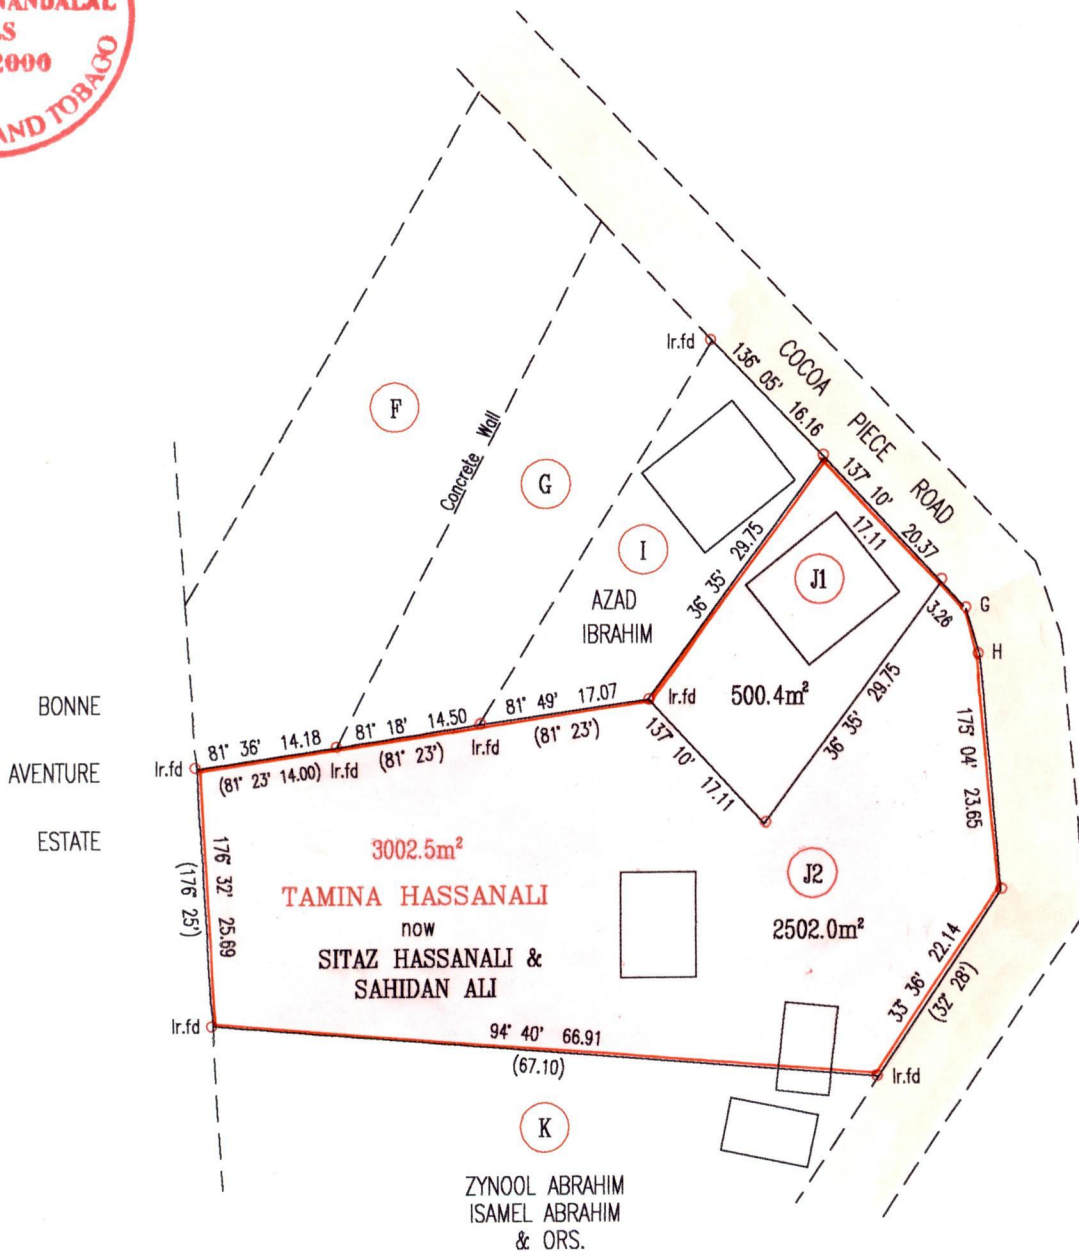 LS
2000
AND TOBAGO
Ir.fd
136° 05' 16.16
COCOA PIECE ROAD
F
Concrete Wall
G
137° 10' 20.37
I
36° 35' 29.75
17.11
J1
AZAD
IBRAHIM
3.26
G
H
Ir.fd
500.4m²
36° 35' 29.75
137° 10' 17.11
175° 04' 23.65
BONNE
AVENTURE
ESTATE
81° 36' 14.18
(81° 23' 14.00)
81° 18' 14.50
(81° 23')
81° 49' 17.07
(81° 23')
Ir.fd
Ir.fd
Ir.fd
176° 32' 25.69
(176° 25')
3002.5m²
TAMINA HASSANALI
now
SITAZ HASSANALI &
SAHIDAN ALI
J2
2502.0m²
33° 36' 22.14
(32° 28')
Ir.fd
94° 40' 66.91
(67.10)
Ir.fd
K
ZYNOOL ABRAHIM
ISAMEL ABRAHIM
& ORS.